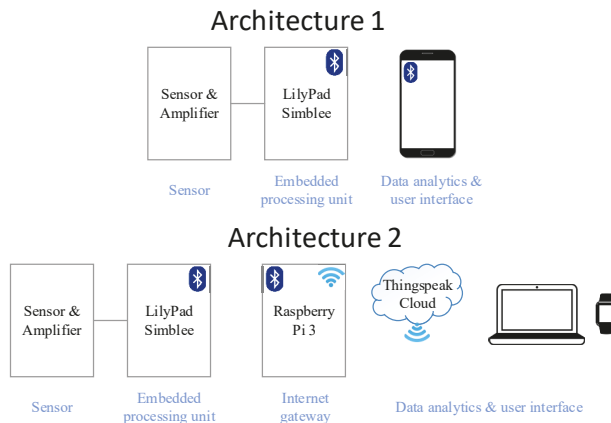 Architecture 1
Sensor &
Amplifier
LilyPad
Simblee
Sensor
Embedded
processing unit
Data analytics &
user interface
Architecture 2
Sensor &
Amplifier
LilyPad
Simblee
Raspberry
Pi 3
Thingspeak
Cloud
Sensor
Embedded
processing unit
Internet
gateway
Data analytics & user interface